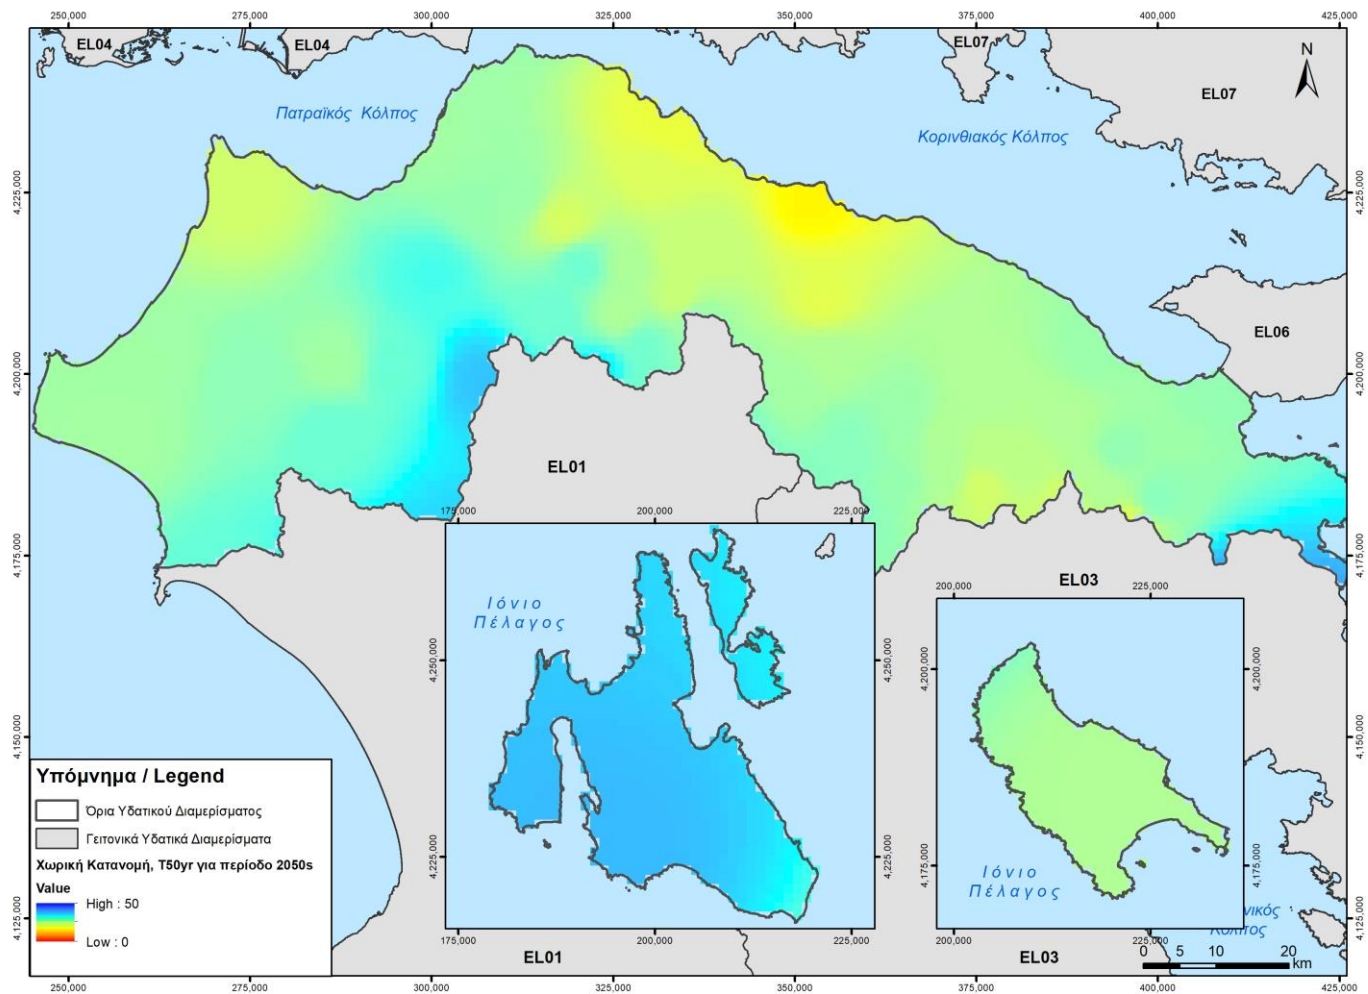 250,000
275,000
300,000
325,000
350,000
375,000
400,000
425,000
EL04
EL04
EL07
EL07
N
Πατραϊκός Κόλπος
Κορινθιακός Κόλπος
4,225,000
4,225,000
EL06
4,200,000
4,200,000
EL01
175,000
200,000
225,000
4,175,000
4,175,000
Ιόνιο
Πέλαγος
EL03
200,000
225,000
4,250,000
4,250,000
4,200,000
4,200,000
4,150,000
4,150,000
Υπόμνημα / Legend
Όρια Υδατικού Διαμερίσματος
Γειτονικά Υδατικά Διαμερίσματα
Χωρική Κατανομή, T50yr για περίοδο 2050s
Value
High : 50
Low : 0
4,225,000
4,225,000
4,175,000
4,175,000
Ιόνιο
Πέλαγος
νικός
Κόλπος
4,125,000
4,125,000
175,000
200,000
225,000
200,000
225,000
EL01
EL03
0 5 10 20
km
250,000
275,000
300,000
325,000
350,000
375,000
400,000
425,000